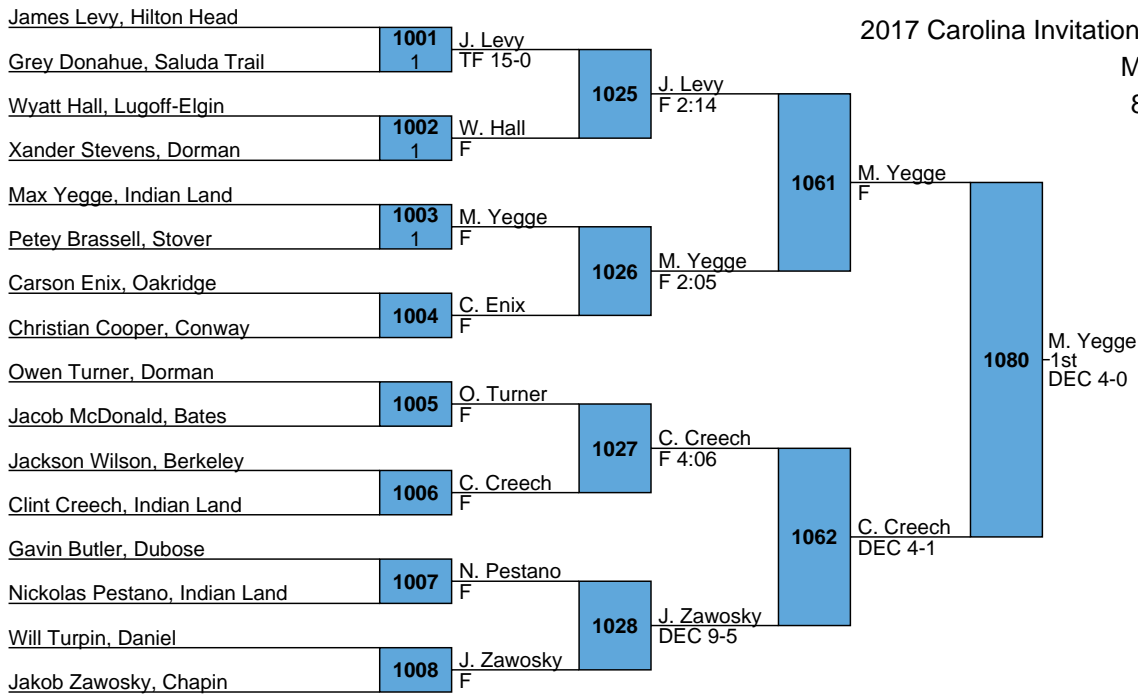 James Levy, Hilton Head
Grey Donahue, Saluda Trail
Wyatt Hall, Lugoff-Elgin
Xander Stevens, Dorman
Max Yegge, Indian Land
Petey Brassell, Stover
Carson Enix, Oakridge
Christian Cooper, Conway
Owen Turner, Dorman
Jacob McDonald, Bates
Jackson Wilson, Berkeley
Clint Creech, Indian Land
Gavin Butler, Dubose
Nickolas Pestano, Indian Land
Will Turpin, Daniel
Jakob Zawosky, Chapin
1001
1
1002
1
1003
1
1004
1005
1006
1007
1008
J. Levy
TF 15-0
W. Hall
F
M. Yegge
F
C. Enix
F
O. Turner
F
C. Creech
F
N. Pestano
F
J. Zawosky
F
1025
1026
1027
1028
J. Levy
F 2:14
M. Yegge
F 2:05
C. Creech
F 4:06
J. Zawosky
DEC 9-5
1061
1062
M. Yegge
F
C. Creech
DEC 4-1
1080
M. Yegge
1st
DEC 4-0
2017 Carolina Invitation
M
8